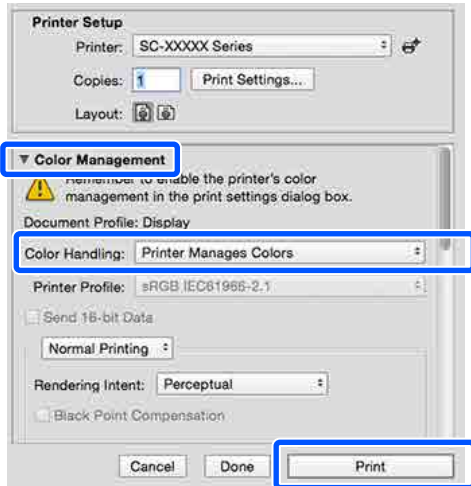 Printer Setup
Printer: SC-XXXXX Series
Copies: 1 Print Settings...
Layout:
▼ Color Management
Remember to enable the printer's color
management in the print settings dialog box.
Document Profile: Display
Color Handling: Printer Manages Colors
Printer Profile: sRGB IEC61966-2.1
Send 16-bit Data
Normal Printing
Rendering Intent: Perceptual
Black Point Compensation
Cancel Done Print